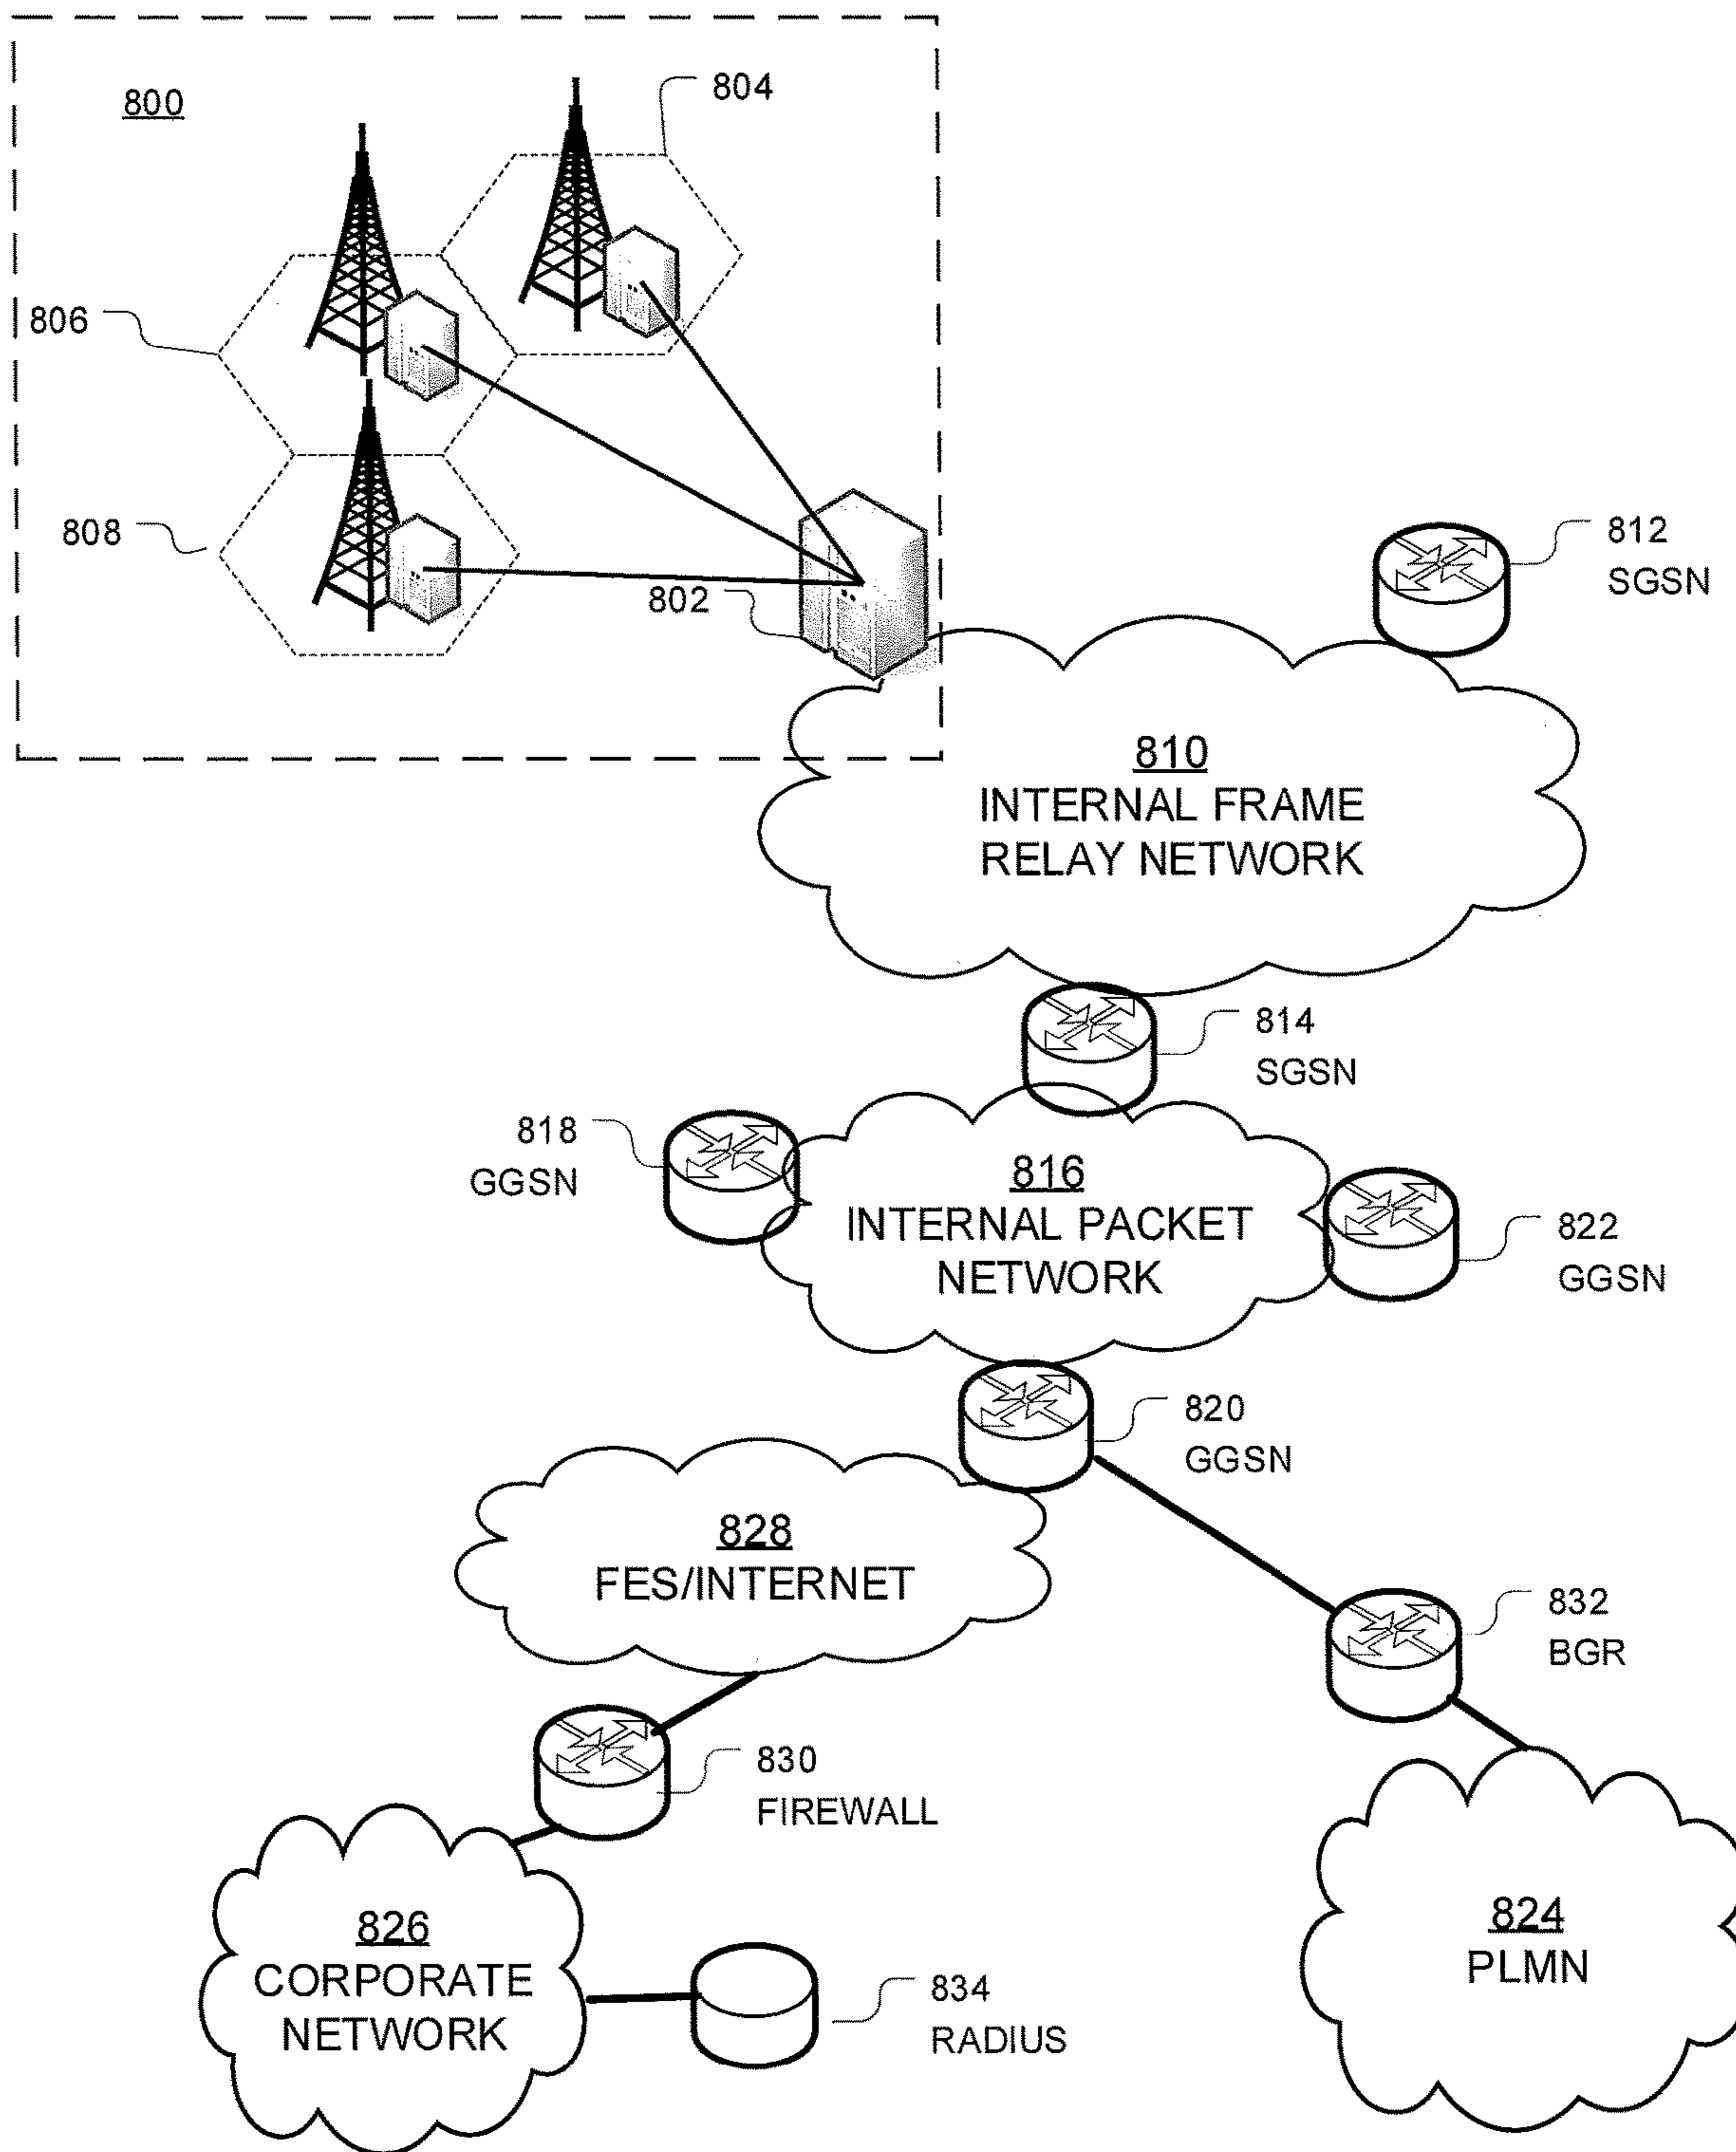 800
804
806
808
802
812
SGSN
810
INTERNAL FRAME
RELAY NETWORK
814
SGSN
818
GGSN
816
INTERNAL PACKET
NETWORK
822
GGSN
820
GGSN
828
FES/INTERNET
832
BGR
830
FIREWALL
826
CORPORATE
NETWORK
834
RADIUS
824
PLMN